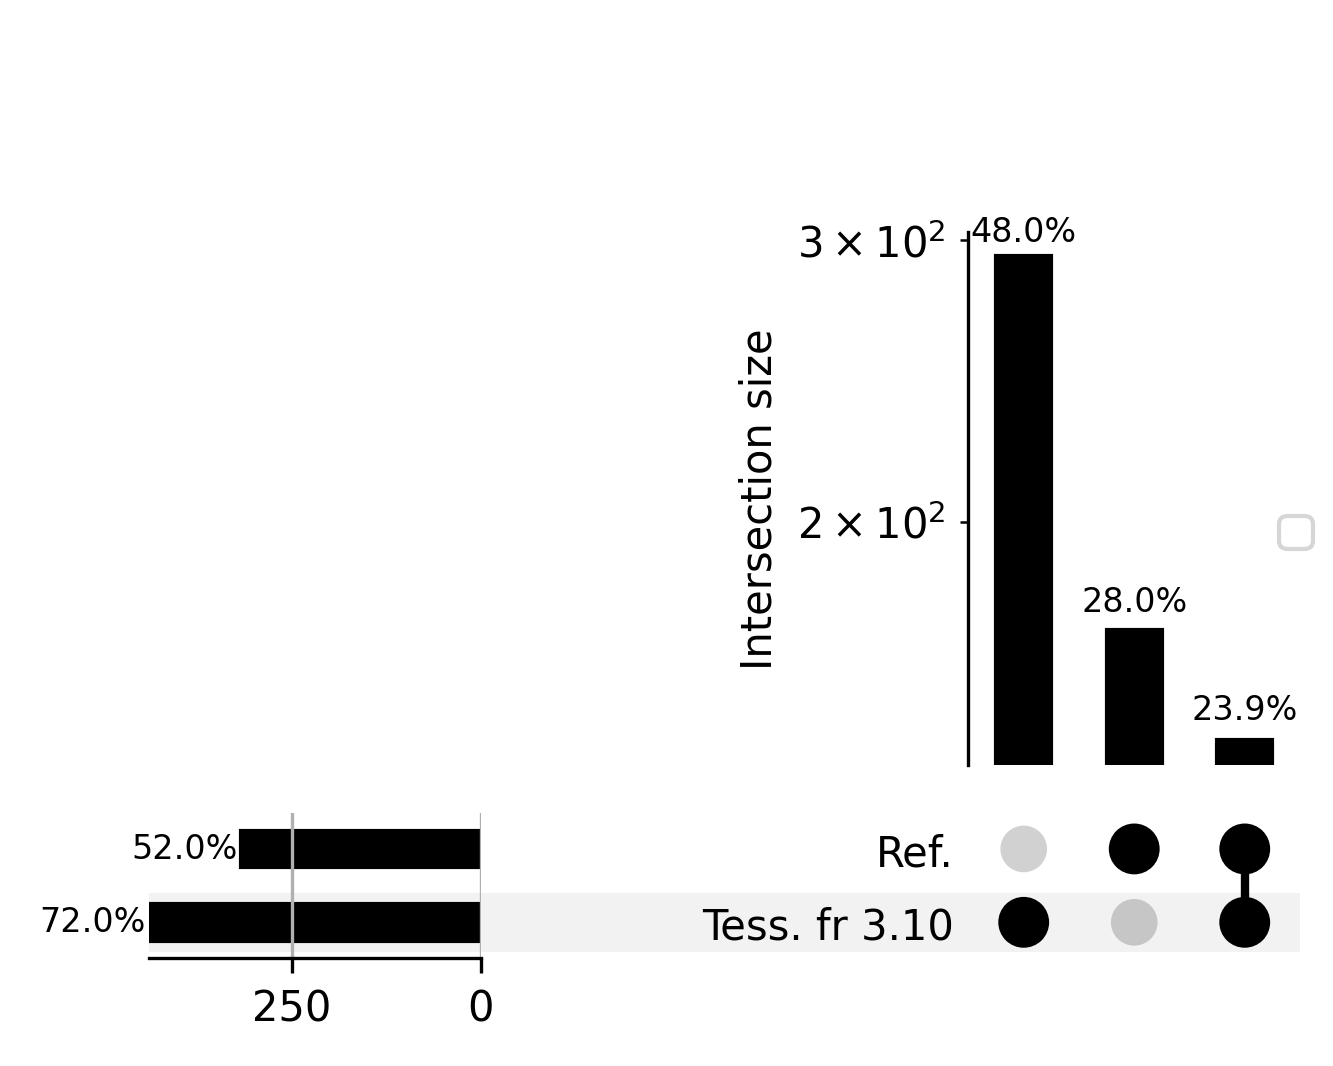 3 × 10²
48.0%
Intersection size
2 × 10²
28.0%
23.9%
52.0%
Ref.
72.0%
Tess. fr 3.10
250
0